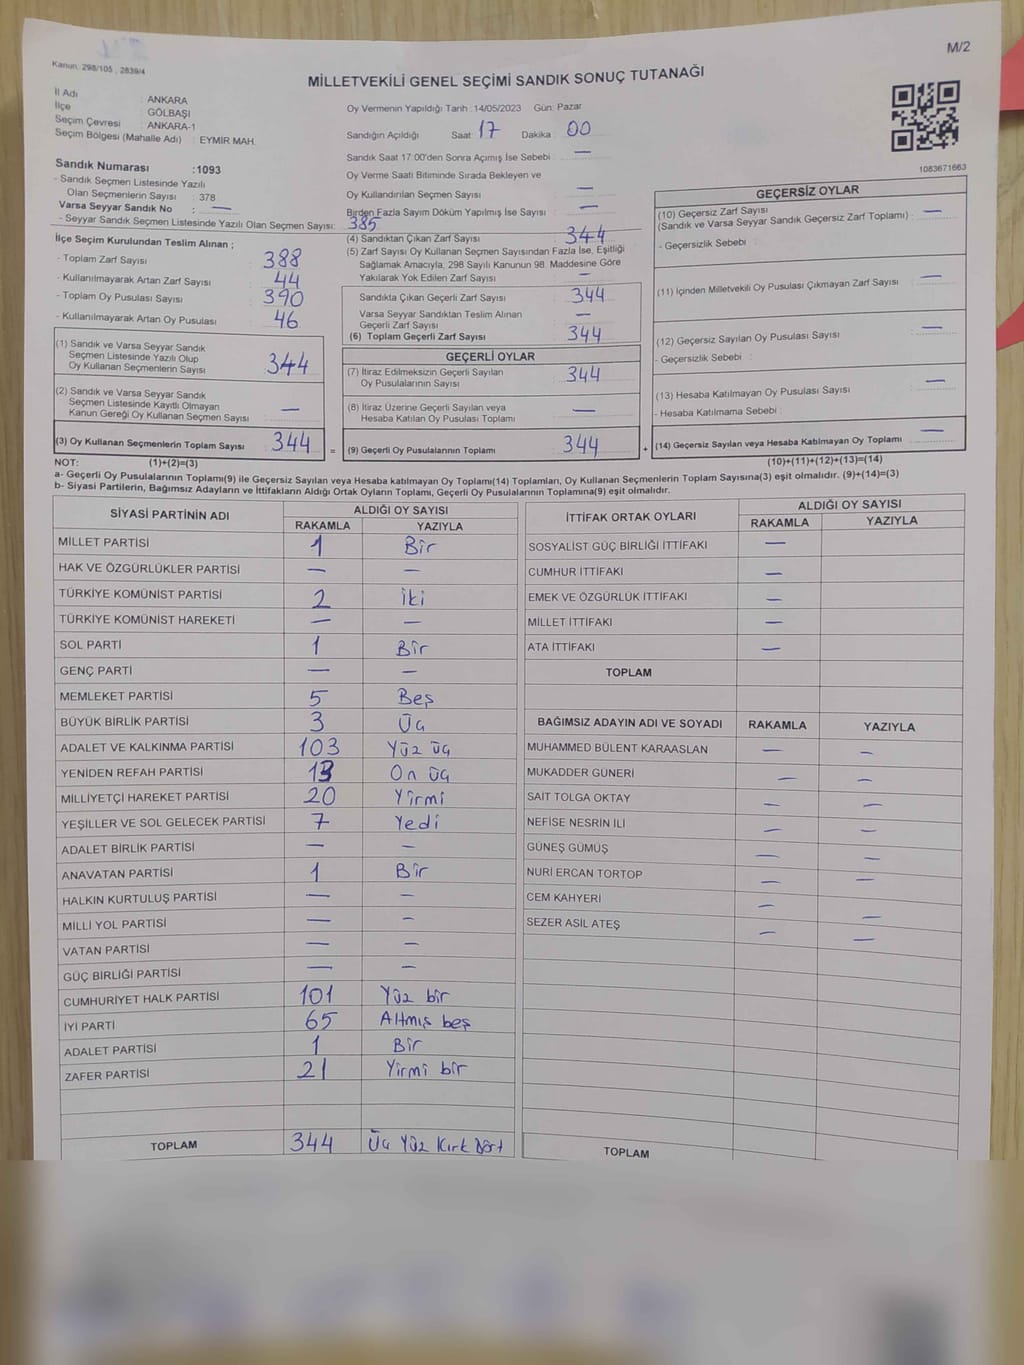 M/2
Kanun: 298/105 , 2839/4
MİLLETVEKİLİ GENEL SEÇİMİ SANDIK SONUÇ TUTANAĞI
İl Adı : ANKARA
İlçe : GÖLBAŞI
Seçim Çevresi : ANKARA-1
Seçim Bölgesi (Mahalle Adı) : EYMİR MAH.
Sandık Numarası :1093
- Sandık Seçmen Listesinde Yazılı
Olan Seçmenlerin Sayısı : 378
Varsa Seyyar Sandık No : —
- Seyyar Sandık Seçmen Listesinde Yazılı Olan Seçmen Sayısı: 385
İlçe Seçim Kurulundan Teslim Alınan ;
- Toplam Zarf Sayısı 388
- Kullanılmayarak Artan Zarf Sayısı 44
- Toplam Oy Pusulası Sayısı 390
- Kullanılmayarak Artan Oy Pusulası 46
(1) Sandık ve Varsa Seyyar Sandık
Seçmen Listesinde Yazılı Olup
Oy Kullanan Seçmenlerin Sayısı 344
(2) Sandık ve Varsa Seyyar Sandık
Seçmen Listesinde Kayıtlı Olmayan
Kanun Gereği Oy Kullanan Seçmen Sayısı —
(3) Oy Kullanan Seçmenlerin Toplam Sayısı 344
Oy Vermenin Yapıldığı Tarih :14/05/2023 Gün: Pazar
Sandığın Açıldığı Saat: 17 Dakika : 00
Sandık Saat 17:00'den Sonra Açımış İse Sebebi : —
Oy Verme Saati Bitiminde Sırada Bekleyen ve
Oy Kullandırılan Seçmen Sayısı : —
Birden Fazla Sayım Döküm Yapılmış İse Sayısı : —
(4) Sandıktan Çıkan Zarf Sayısı : 344
(5) Zarf Sayısı Oy Kullanan Seçmen Sayısından Fazla İse, Eşitliği
Sağlamak Amacıyla, 298 Sayılı Kanunun 98. Maddesine Göre
Yakılarak Yok Edilen Zarf Sayısı : —
Sandıkta Çıkan Geçerli Zarf Sayısı : 344
Varsa Seyyar Sandıktan Teslim Alınan
Geçerli Zarf Sayısı : —
(6) Toplam Geçerli Zarf Sayısı : 344
GEÇERLİ OYLAR
(7) İtiraz Edilmeksizin Geçerli Sayılan
Oy Pusulalarının Sayısı : 344
(8) İtiraz Üzerine Geçerli Sayılan veya
Hesaba Katılan Oy Pusulası Toplamı : —
= (9) Geçerli Oy Pusulalarının Toplamı : 344 +
1083671663
GEÇERSİZ OYLAR
(10) Geçersiz Zarf Sayısı
(Sandık ve Varsa Seyyar Sandık Geçersiz Zarf Toplamı) : —
- Geçersizlik Sebebi :
(11) İçinden Milletvekili Oy Pusulası Çıkmayan Zarf Sayısı : —
(12) Geçersiz Sayılan Oy Pusulası Sayısı : —
- Geçersizlik Sebebi :
(13) Hesaba Katılmayan Oy Pusulası Sayısı : —
- Hesaba Katılmama Sebebi :
(14) Geçersiz Sayılan veya Hesaba Katılmayan Oy Toplamı : —
NOT: (1)+(2)=(3) (10)+(11)+(12)+(13)=(14)
a- Geçerli Oy Pusulalarının Toplamı(9) ile Geçersiz Sayılan veya Hesaba katılmayan Oy Toplamı(14) Toplamları, Oy Kullanan Seçmenlerin Toplam Sayısına(3) eşit olmalıdır. (9)+(14)=(3)
b- Siyasi Partilerin, Bağımsız Adayların ve İttifakların Aldığı Ortak Oyların Toplamı, Geçerli Oy Pusulalarının Toplamına(9) eşit olmalıdır.
SİYASİ PARTİNİN ADI ALDIĞI OY SAYISI
RAKAMLA YAZIYLA
MİLLET PARTİSİ 1 Bir
HAK VE ÖZGÜRLÜKLER PARTİSİ — —
TÜRKİYE KOMÜNİST PARTİSİ 2 İki
TÜRKİYE KOMÜNİST HAREKETİ — —
SOL PARTİ 1 Bir
GENÇ PARTİ — —
MEMLEKET PARTİSİ 5 Beş
BÜYÜK BİRLİK PARTİSİ 3 Üç
ADALET VE KALKINMA PARTİSİ 103 Yüz üç
YENİDEN REFAH PARTİSİ 13 On üç
MİLLİYETÇİ HAREKET PARTİSİ 20 Yirmi
YEŞİLLER VE SOL GELECEK PARTİSİ 7 Yedi
ADALET BİRLİK PARTİSİ — —
ANAVATAN PARTİSİ 1 Bir
HALKIN KURTULUŞ PARTİSİ — —
MİLLİ YOL PARTİSİ — —
VATAN PARTİSİ — —
GÜÇ BİRLİĞİ PARTİSİ — —
CUMHURİYET HALK PARTİSİ 101 Yüz bir
İYİ PARTİ 65 Altmış beş
ADALET PARTİSİ 1 Bir
ZAFER PARTİSİ 21 Yirmi bir
TOPLAM 344 Üç Yüz Kırk Dört
İTTİFAK ORTAK OYLARI ALDIĞI OY SAYISI
RAKAMLA YAZIYLA
SOSYALİST GÜÇ BİRLİĞİ İTTİFAKI —
CUMHUR İTTİFAKI —
EMEK VE ÖZGÜRLÜK İTTİFAKI —
MİLLET İTTİFAKI —
ATA İTTİFAKI —
TOPLAM
BAĞIMSIZ ADAYIN ADI VE SOYADI RAKAMLA YAZIYLA
MUHAMMED BÜLENT KARAASLAN — —
MUKADDER GÜNERİ — —
SAİT TOLGA OKTAY — —
NEFİSE NESRİN İLİ — —
GÜNEŞ GÜMÜŞ — —
NURİ ERCAN TORTOP — —
CEM KAHYERİ — —
SEZER ASİL ATEŞ — —
TOPLAM